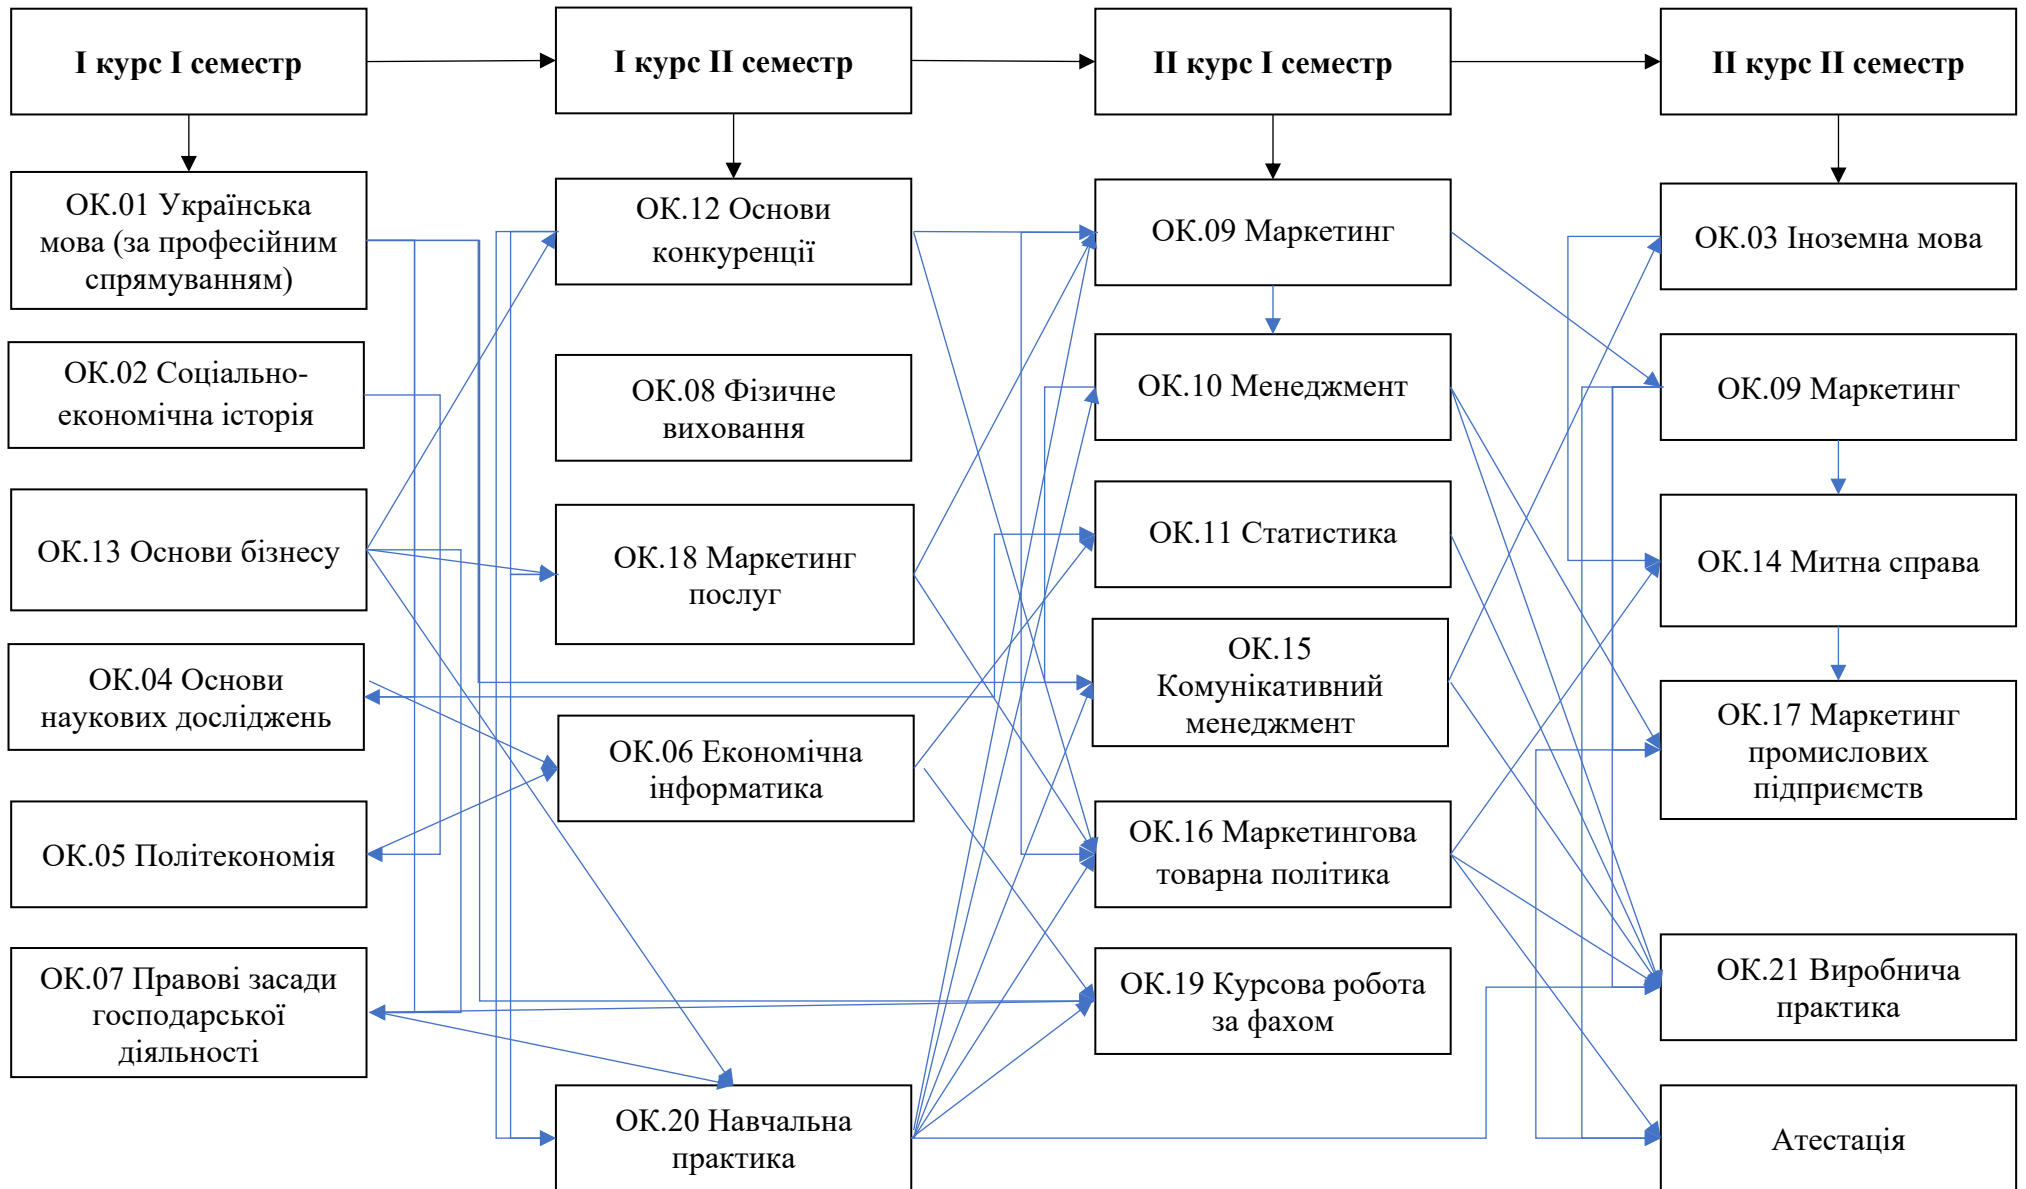 І курс І семестр
І курс ІІ семестр
ІІ курс І семестр
ІІ курс ІІ семестр
ОК.01 Українська
мова (за професійним
спрямуванням)
ОК.02 Соціально-
економічна історія
ОК.13 Основи бізнесу
ОК.04 Основи
наукових досліджень
ОК.05 Політекономія
ОК.07 Правові засади
господарської
діяльності
ОК.12 Основи
конкуренції
ОК.08 Фізичне
виховання
ОК.18 Маркетинг
послуг
ОК.06 Економічна
інформатика
ОК.20 Навчальна
практика
ОК.09 Маркетинг
ОК.10 Менеджмент
ОК.11 Статистика
ОК.15
Комунікативний
менеджмент
ОК.16 Маркетингова
товарна політика
ОК.19 Курсова робота
за фахом
ОК.03 Іноземна мова
ОК.09 Маркетинг
ОК.14 Митна справа
ОК.17 Маркетинг
промислових
підприємств
ОК.21 Виробнича
практика
Атестація